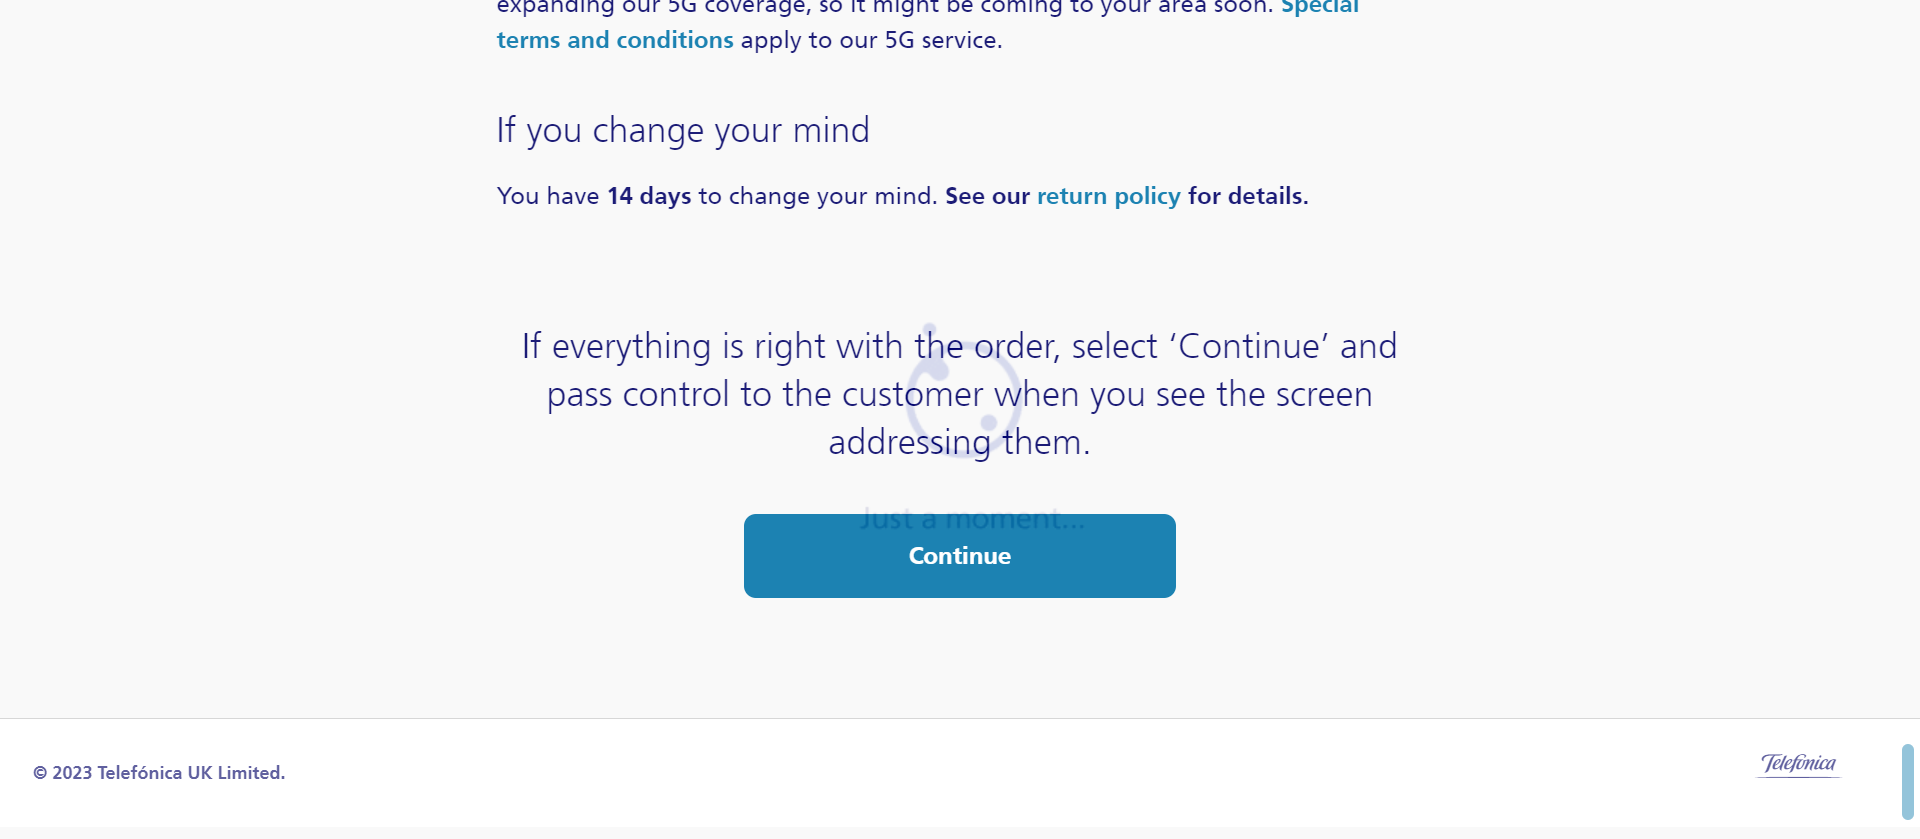 expanding our 5G coverage, so it might be coming to your area soon. Special
terms and conditions apply to our 5G service.
If you change your mind
You have 14 days to change your mind. See our return policy for details.
If everything is right with the order, select ‘Continue’ and
pass control to the customer when you see the screen
addressing them.
Just a moment...
Continue
© 2023 Telefónica UK Limited.
Telefónica